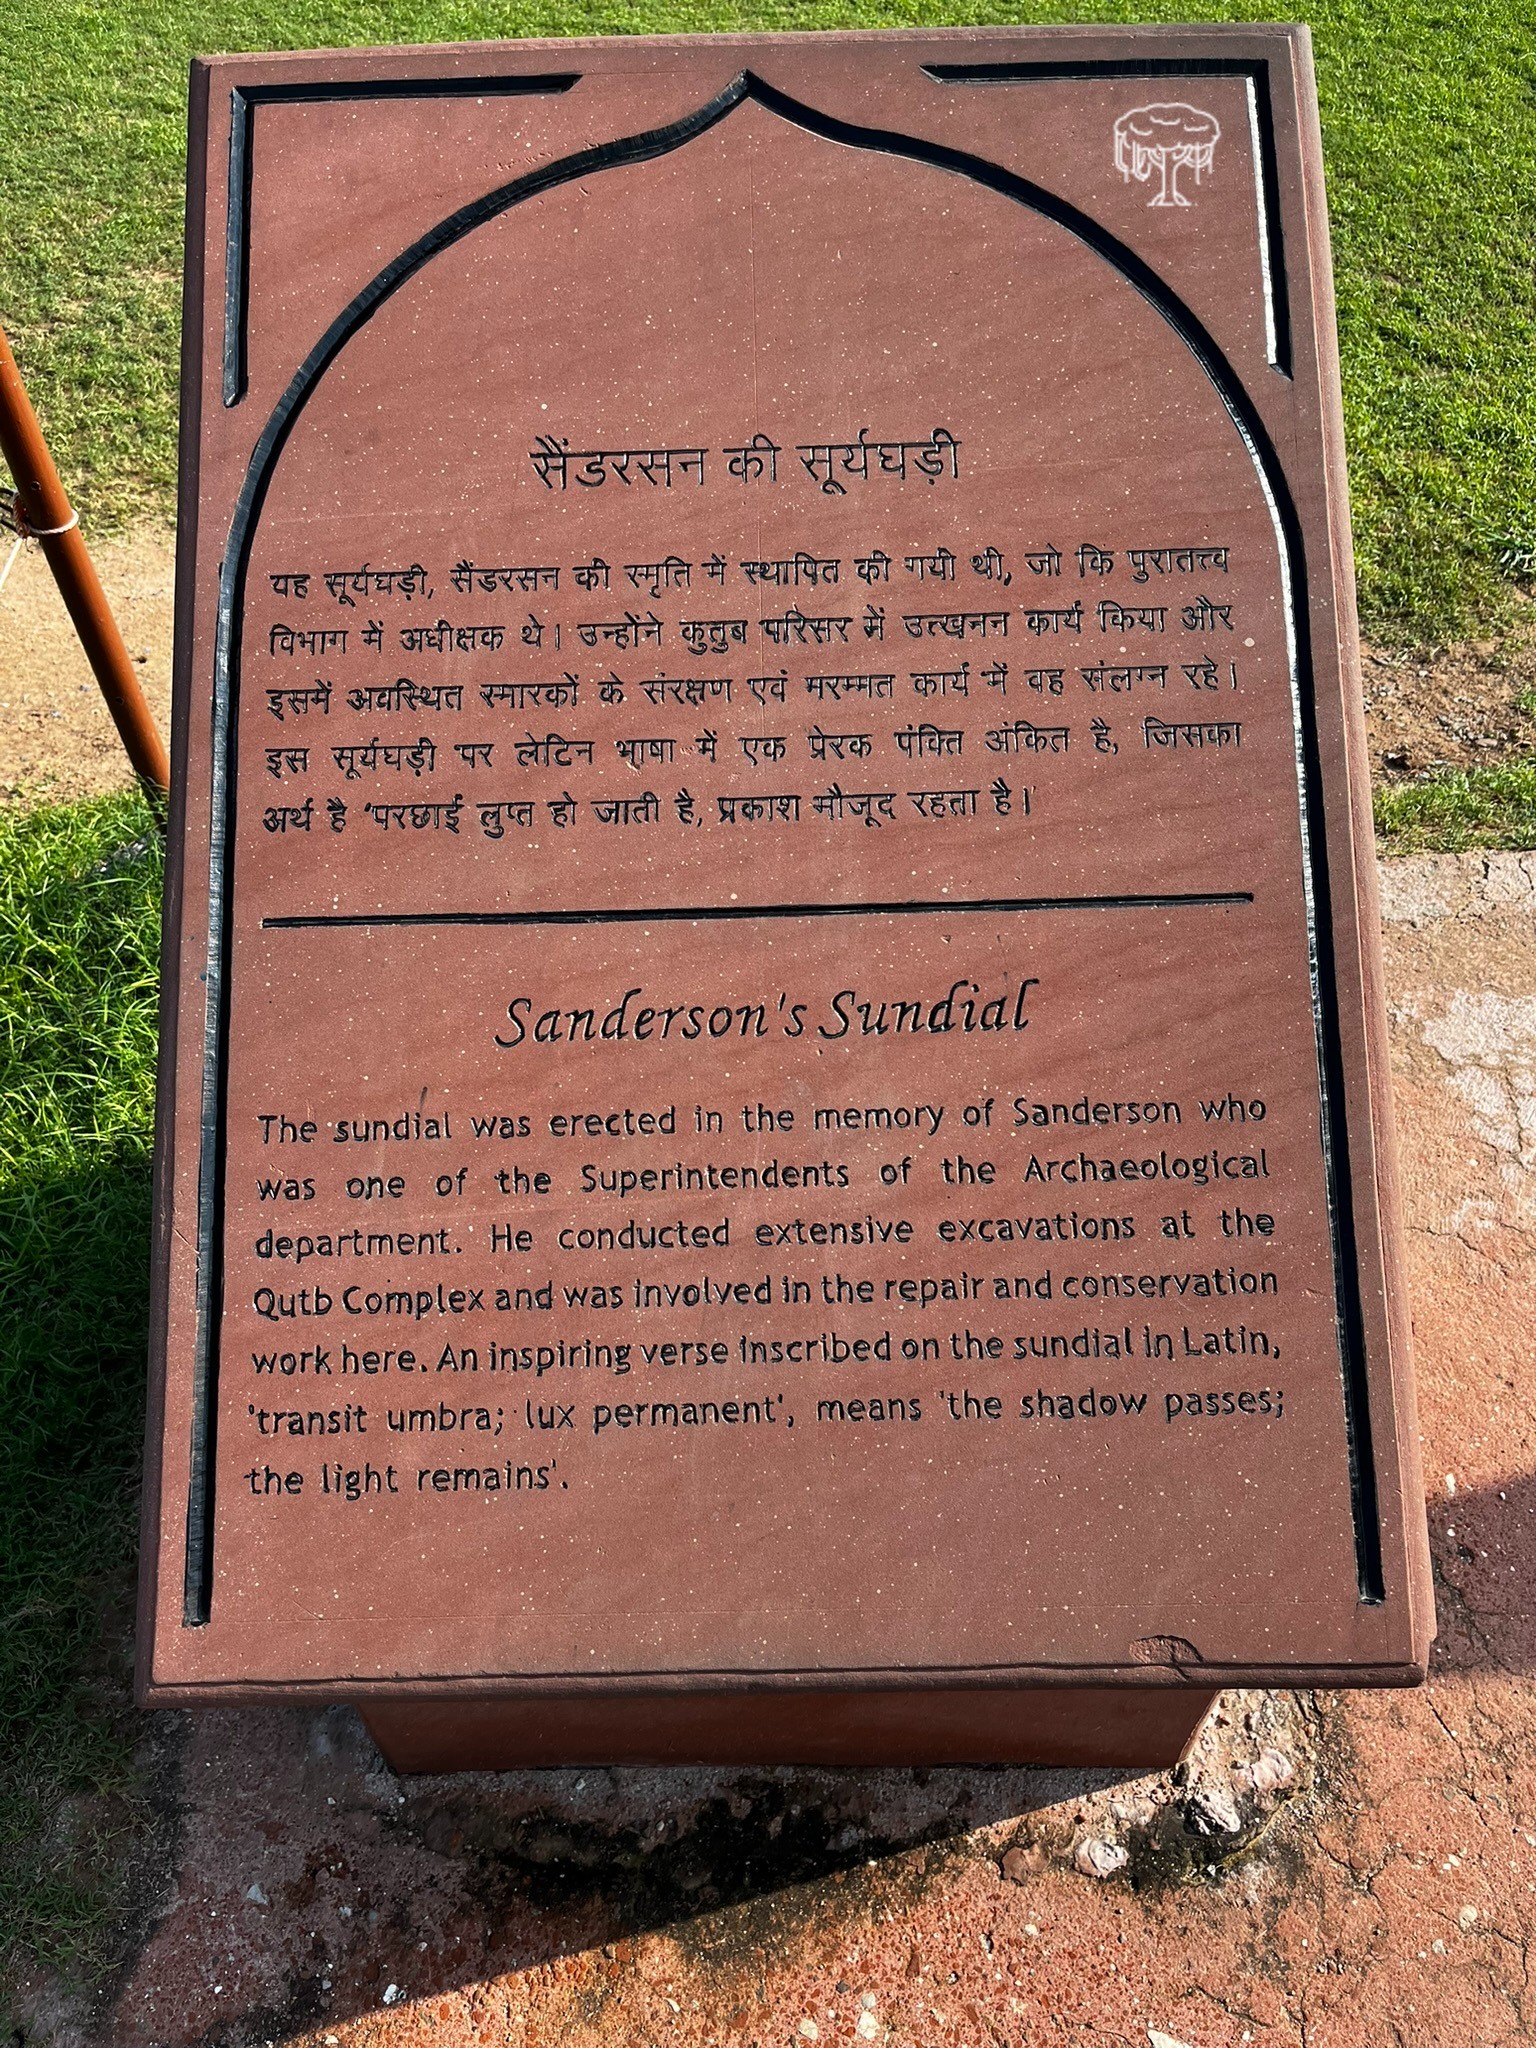 सैंडरसन की सूर्यघड़ी
यह सूर्यघड़ी, सैंडरसन की स्मृति में स्थापित की गयी थी, जो कि पुरातत्त्व
विभाग में अधीक्षक थे। उन्होंने कुतुब परिसर में उत्खनन कार्य किया और
इसमें अवस्थित स्मारकों के संरक्षण एवं मरम्मत कार्य में वह संलग्न रहे।
इस सूर्यघड़ी पर लेटिन भाषा में एक प्रेरक पंक्ति अंकित है, जिसका
अर्थ है 'परछाई लुप्त हो जाती है, प्रकाश मौजूद रहता है।'
Sanderson's Sundial
The sundial was erected in the memory of Sanderson who
was one of the Superintendents of the Archaeological
department. He conducted extensive excavations at the
Qutb Complex and was involved in the repair and conservation
work here. An inspiring verse inscribed on the sundial in Latin,
'transit umbra; lux permanent', means 'the shadow passes;
the light remains'.